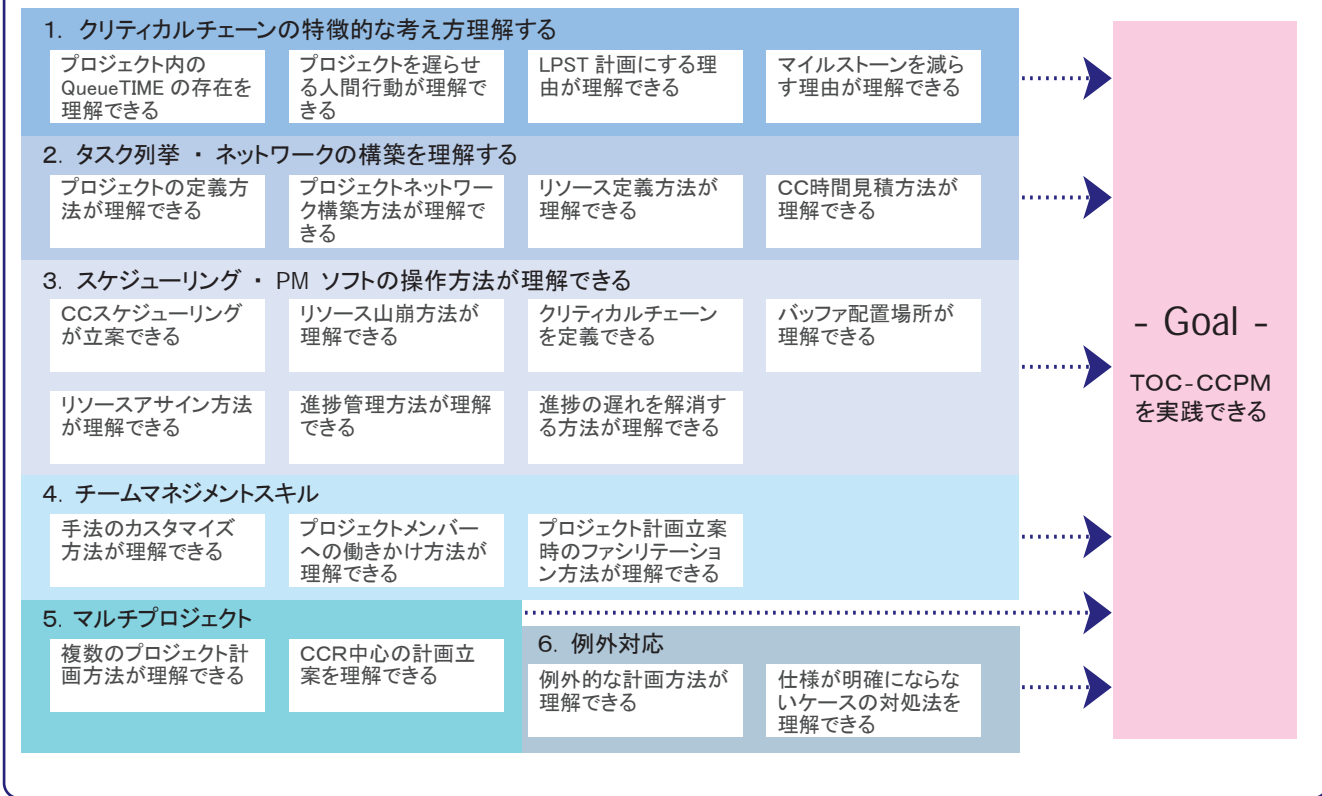 1. クリティカルチェーンの特徴的な考え方理解する
プロジェクト内の
QueueTIME の存在を
理解できる
プロジェクトを遅らせ
る人間行動が理解で
きる
LPST 計画にする理
由が理解できる
マイルストーンを減ら
す理由が理解できる
2. タスク列挙 ・ ネットワークの構築を理解する
プロジェクトの定義方
法が理解できる
プロジェクトネットワー
ク構築方法が理解で
きる
リソース定義方法が
理解できる
CC時間見積方法が
理解できる
3. スケジューリング ・ PM ソフトの操作方法が理解できる
CCスケジューリング
が立案できる
リソース山崩方法が
理解できる
クリティカルチェーン
を定義できる
バッファ配置場所が
理解できる
リソースアサイン方法
が理解できる
進捗管理方法が理解
できる
進捗の遅れを解消す
る方法が理解できる
4. チームマネジメントスキル
手法のカスタマイズ
方法が理解できる
プロジェクトメンバー
への働きかけ方法が
理解できる
プロジェクト計画立案
時のファシリテーショ
ン方法が理解できる
5. マルチプロジェクト
複数のプロジェクト計
画方法が理解できる
CCR中心の計画立
案を理解できる
6. 例外対応
例外的な計画方法が
理解できる
仕様が明確にならな
いケースの対処法を
理解できる
- Goal -
TOC-CCPM
を実践できる